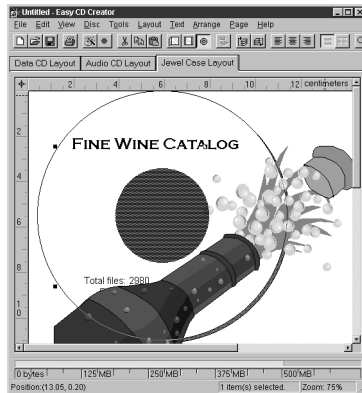 Untitled - Easy CD Creator
File Edit View Disc Tools Layout Text Arrange Page Help
Data CD Layout Audio CD Layout Jewel Case Layout
2 4 6 8 10 12 centimeters
2
4
6
8
10
FINE WINE CATALOG
Total files: 2980
0 bytes 125 MB 250 MB 375 MB 500 MB
Position:(13.05, 0.20) 1 item(s) selected. Zoom: 75%